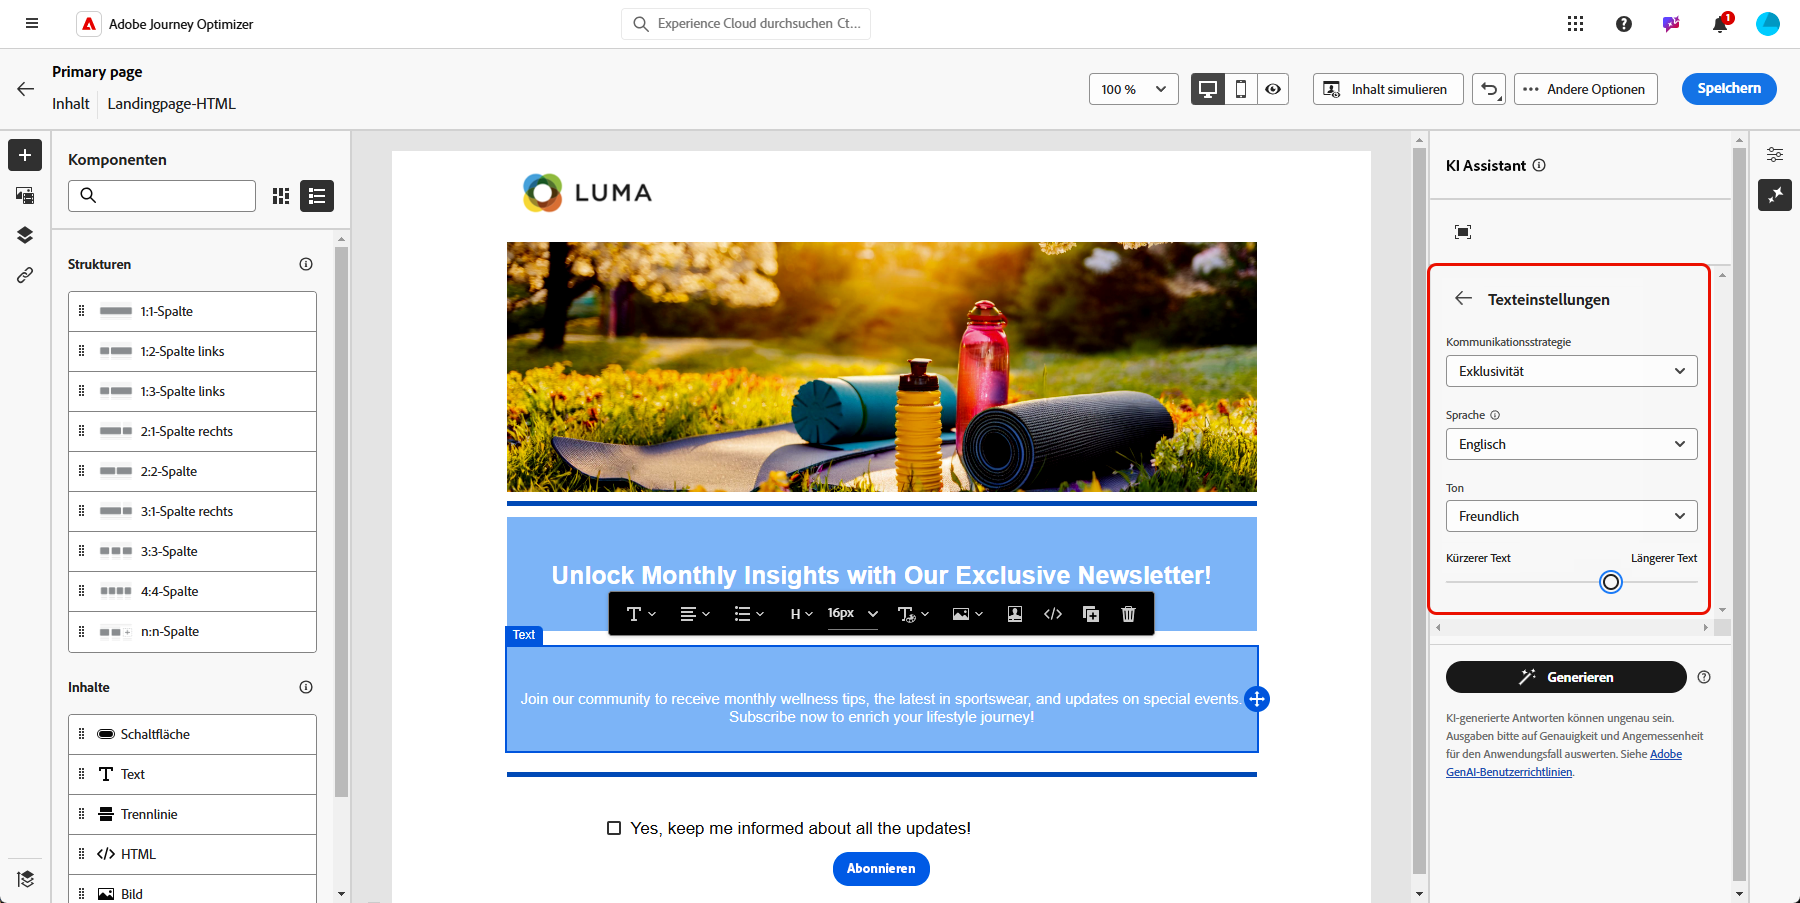 Adobe Journey Optimizer
Experience Cloud durchsuchen Ct...
1
Primary page
Inhalt
Landingpage-HTML
100 %
Inhalt simulieren
Andere Optionen
Speichern
Komponenten
Strukturen
1:1-Spalte
1:2-Spalte links
1:3-Spalte links
2:1-Spalte rechts
2:2-Spalte
3:1-Spalte rechts
3:3-Spalte
4:4-Spalte
n:n-Spalte
Inhalte
Schaltfläche
Text
Trennlinie
HTML
Bild
LUMA
Unlock Monthly Insights with Our Exclusive Newsletter!
H
16px
Text
Join our community to receive monthly wellness tips, the latest in sportswear, and updates on special events.
Subscribe now to enrich your lifestyle journey!
Yes, keep me informed about all the updates!
Abonnieren
KI Assistant
Texteinstellungen
Kommunikationsstrategie
Exklusivität
Sprache
Englisch
Ton
Freundlich
Kürzerer Text
Längerer Text
Generieren
KI-generierte Antworten können ungenau sein.
Ausgaben bitte auf Genauigkeit und Angemessenheit
für den Anwendungsfall auswerten. Siehe Adobe
GenAI-Benutzerrichtlinien.